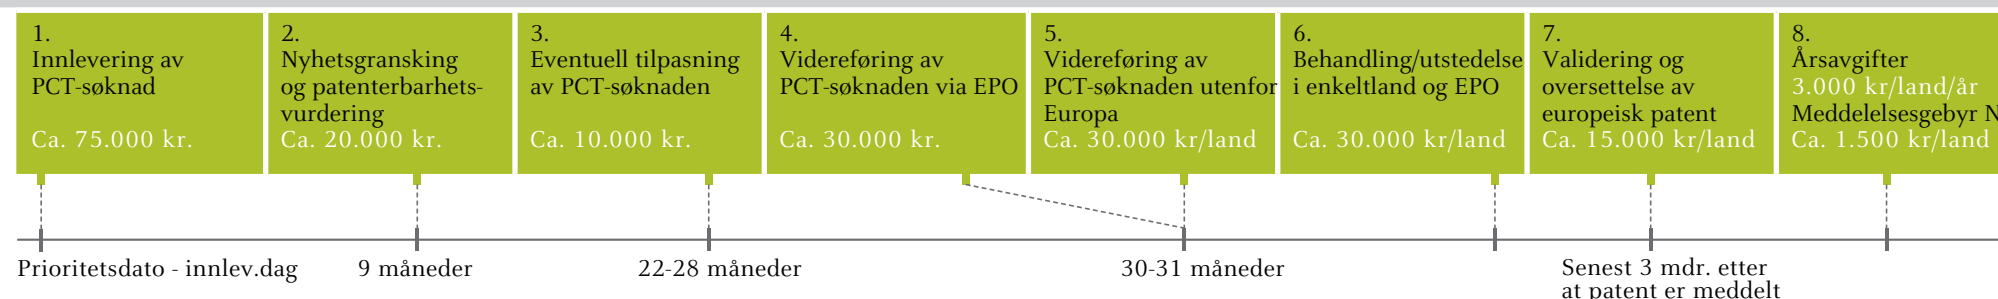 1.
Innlevering av
PCT-søknad
Ca. 75.000 kr.
2.
Nyhetsgransking
og patenterbarhets-
vurdering
Ca. 20.000 kr.
3.
Eventuell tilpasning
av PCT-søknaden
Ca. 10.000 kr.
4.
Videreføring av
PCT-søknaden via EPO
Ca. 30.000 kr.
5.
Videreføring av
PCT-søknaden utenfor
Europa
Ca. 30.000 kr/land
6.
Behandling/utstedelse
i enkeltland og EPO
Ca. 30.000 kr/land
7.
Validering og
oversettelse av
europeisk patent
Ca. 15.000 kr/land
8.
Årsavgifter
3.000 kr/land/år
Meddelelsesgebyr N
Ca. 1.500 kr/land
Prioritetsdato - innlev.dag
9 måneder
22-28 måneder
30-31 måneder
Senest 3 mdr. etter
at patent er meddelt